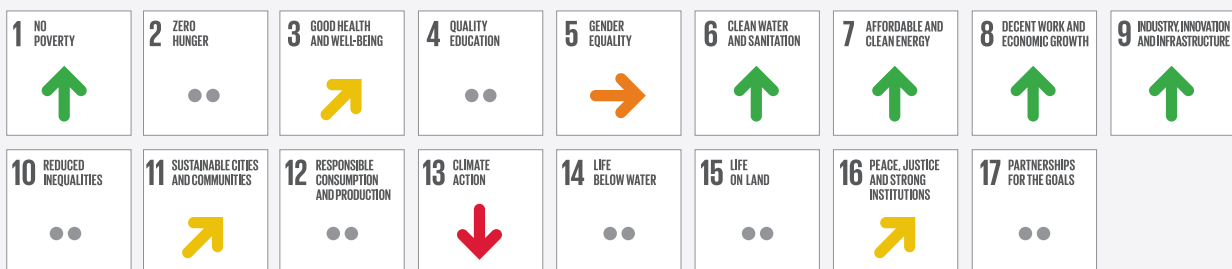 1 NO
POVERTY
2 ZERO
HUNGER
3 GOOD HEALTH
AND WELL-BEING
4 QUALITY
EDUCATION
5 GENDER
EQUALITY
6 CLEAN WATER
AND SANITATION
7 AFFORDABLE AND
CLEAN ENERGY
8 DECENT WORK AND
ECONOMIC GROWTH
9 INDUSTRY, INNOVATION
AND INFRASTRUCTURE
10 REDUCED
INEQUALITIES
11 SUSTAINABLE CITIES
AND COMMUNITIES
12 RESPONSIBLE
CONSUMPTION
AND PRODUCTION
13 CLIMATE
ACTION
14 LIFE
BELOW WATER
15 LIFE
ON LAND
16 PEACE, JUSTICE
AND STRONG
INSTITUTIONS
17 PARTNERSHIPS
FOR THE GOALS